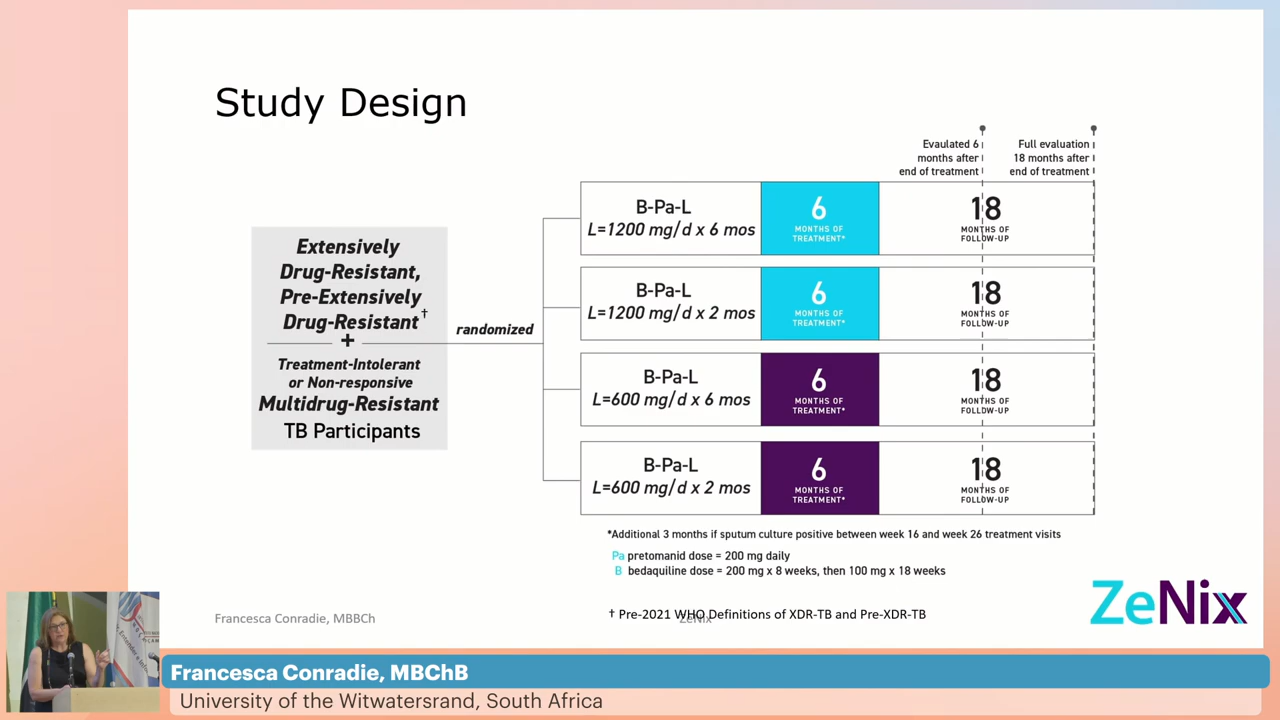 Study Design
Evaulated 6
months after
end of treatment
Full evaluation
18 months after
end of treatment
Extensively
Drug-Resistant,
Pre-Extensively
Drug-Resistant†
+
Treatment-Intolerant
or Non-responsive
Multidrug-Resistant
TB Participants
randomized
B-Pa-L
L=1200 mg/d x 6 mos
6
MONTHS OF
TREATMENT*
18
MONTHS OF
FOLLOW-UP
B-Pa-L
L=1200 mg/d x 2 mos
6
MONTHS OF
TREATMENT*
18
MONTHS OF
FOLLOW-UP
B-Pa-L
L=600 mg/d x 6 mos
6
MONTHS OF
TREATMENT*
18
MONTHS OF
FOLLOW-UP
B-Pa-L
L=600 mg/d x 2 mos
6
MONTHS OF
TREATMENT*
18
MONTHS OF
FOLLOW-UP
*Additional 3 months if sputum culture positive between week 16 and week 26 treatment visits
Pa pretomanid dose = 200 mg daily
B bedaquiline dose = 200 mg x 8 weeks, then 100 mg x 18 weeks
† Pre-2021 WHO Definitions of XDR-TB and Pre-XDR-TB
Francesca Conradie, MBBCh
ZeNix
ZeNix
Francesca Conradie, MBChB
University of the Witwatersrand, South Africa